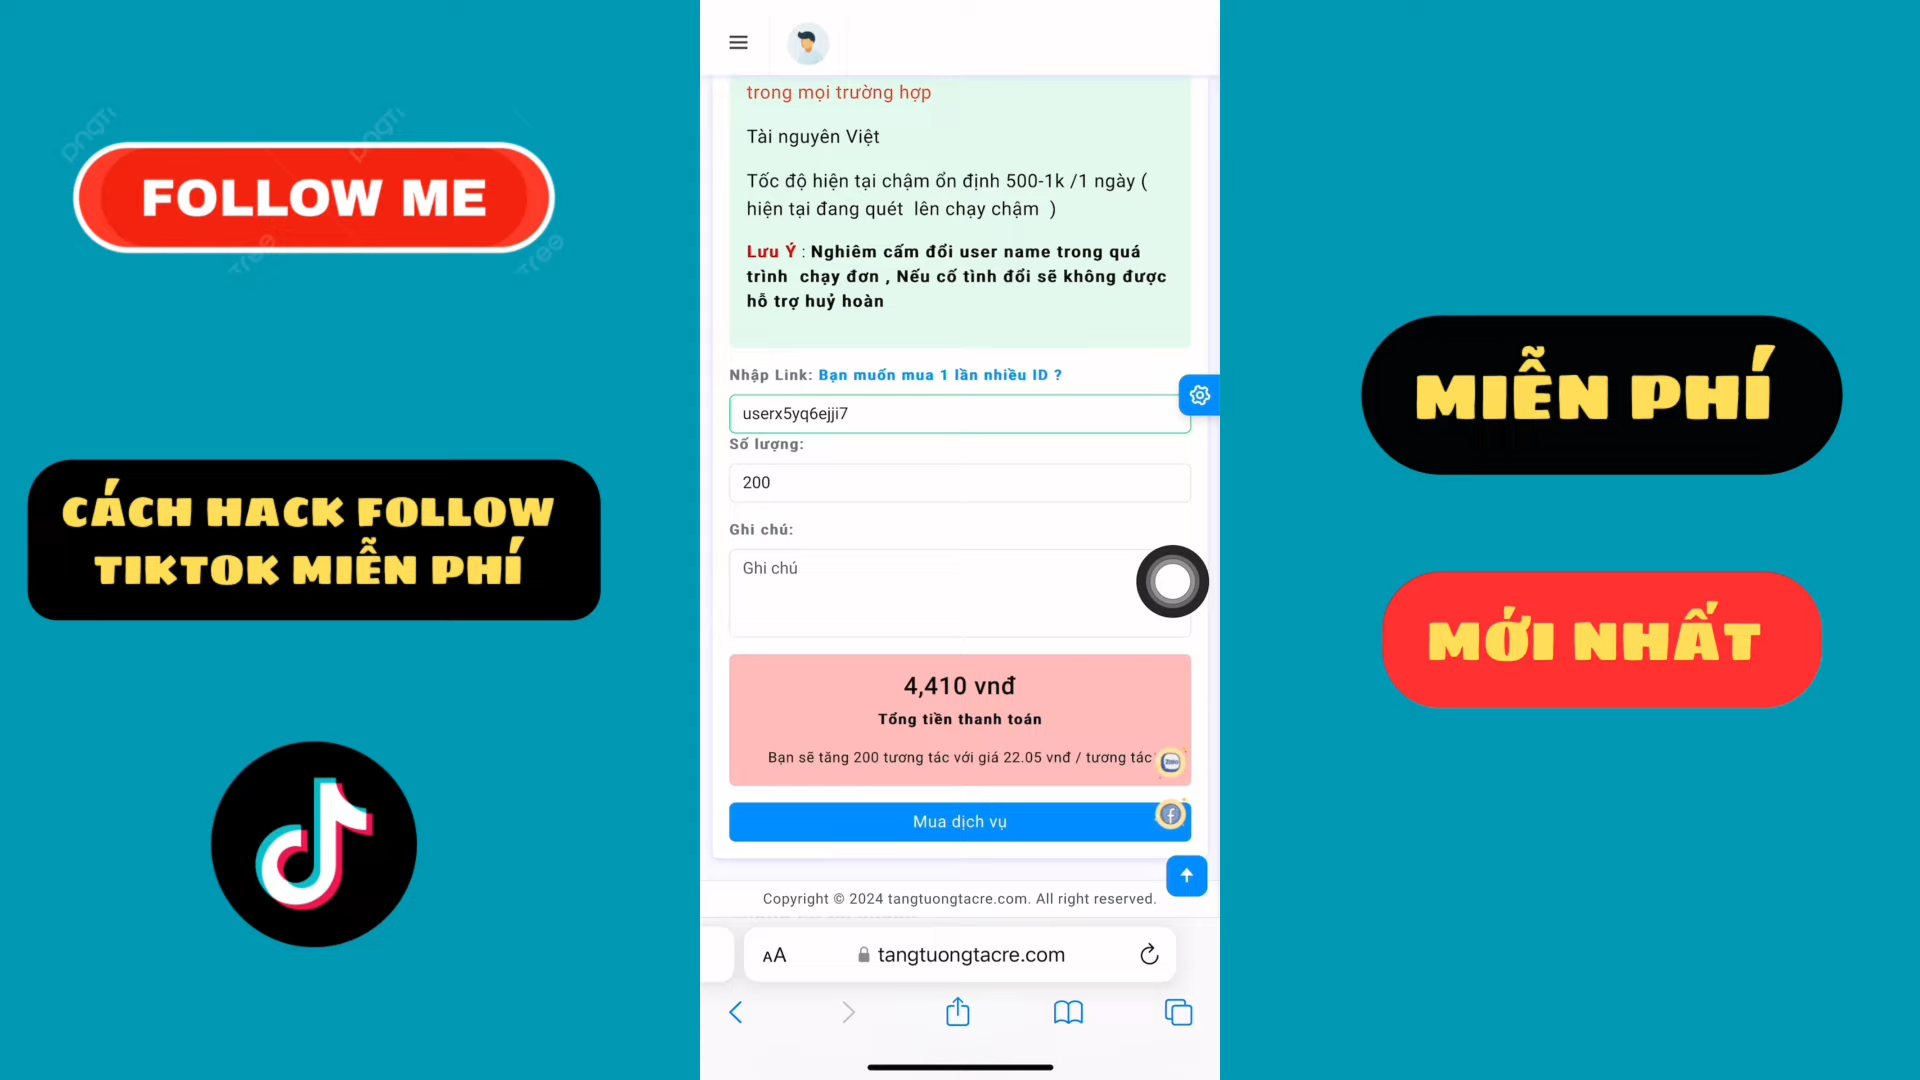 FOLLOW ME
CÁCH HACK FOLLOW
TIKTOK MIỄN PHÍ
trong mọi trường hợp
Tài nguyên Việt
Tốc độ hiện tại chậm ổn định 500-1k /1 ngày (
hiện tại đang quét lên chạy chậm )
Lưu Ý : Nghiêm cấm đổi user name trong quá
trình chạy đơn , Nếu cố tình đổi sẽ không được
hỗ trợ huỷ hoàn
Nhập Link: Bạn muốn mua 1 lần nhiều ID ?
userx5yq6ejji7
Số lượng:
200
Ghi chú:
Ghi chú
4,410 vnđ
Tổng tiền thanh toán
Bạn sẽ tăng 200 tương tác với giá 22.05 vnđ / tương tác
Zalo
Mua dịch vụ
Copyright © 2024 tangtuongtacre.com. All right reserved.
AA tangtuongtacre.com
MIỄN PHÍ
MỚI NHẤT